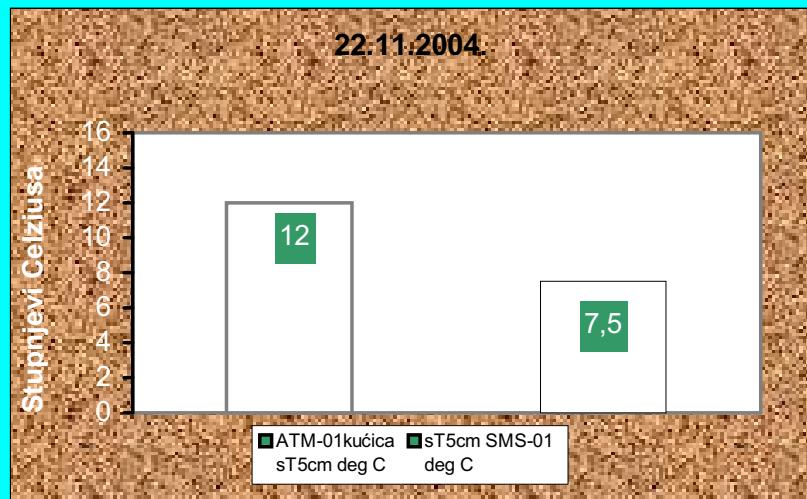 22.11.2004.
Stupnjevi Celziusa
16
14
12
10
8
6
4
2
0
12
7,5
ATM-01kućica
sT5cm deg C
sT5cm SMS-01
deg C